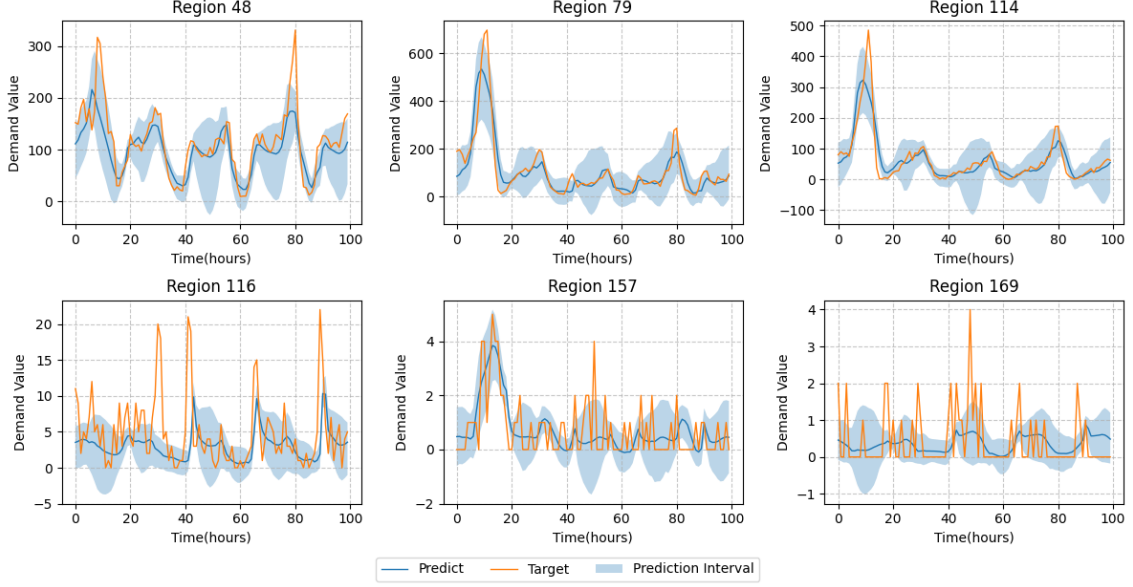 Region 48
Region 79
Region 114
Demand Value
300
200
100
0
0 20 40 60 80 100
Time(hours)
Demand Value
600
400
200
0
0 20 40 60 80 100
Time(hours)
Demand Value
500
400
300
200
100
0
−100
0 20 40 60 80 100
Time(hours)
Region 116
Region 157
Region 169
Demand Value
20
15
10
5
0
−5
0 20 40 60 80 100
Time(hours)
Demand Value
4
2
0
−2
0 20 40 60 80 100
Time(hours)
Demand Value
4
3
2
1
0
−1
0 20 40 60 80 100
Time(hours)
Predict Target Prediction Interval